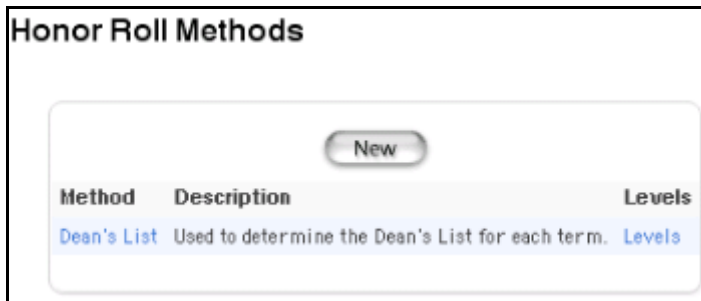 Honor Roll Methods
New
Method Description Levels
Dean's List Used to determine the Dean's List for each term. Levels